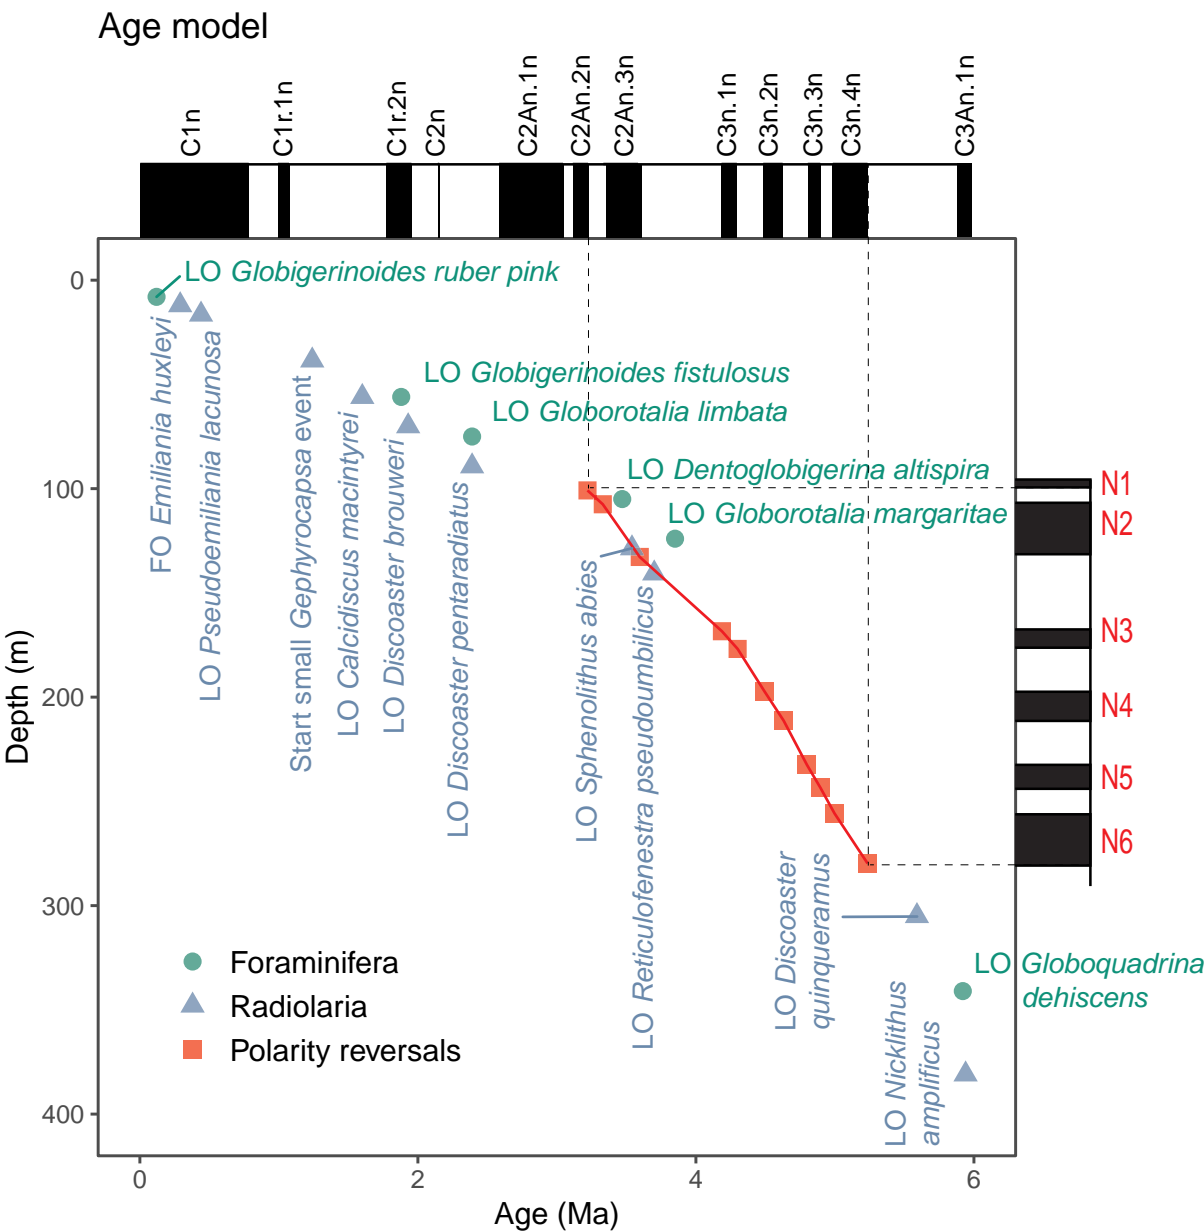 Age model
C1n
C1r.1n
C1r.2n
C2n
C2An.1n
C2An.2n
C2An.3n
C3n.1n
C3n.2n
C3n.3n
C3n.4n
C3An.1n
LO Globigerinoides ruber pink
FO Emiliania huxleyi
LO Pseudoemiliania lacunosa
Start small Gephyrocapsa event
LO Calcidiscus macintyrei
LO Discoaster brouweri
LO Globigerinoides fistulosus
LO Globorotalia limbata
LO Discoaster pentaradiatus
LO Dentoglobigerina altispira
LO Globorotalia margaritae
LO Sphenolithus abies
LO Reticulofenestra pseudoumbilicus
LO Discoaster
quinqueramus
LO Nicklithus
amplificus
LO Globoquadrina
dehiscens
N1
N2
N3
N4
N5
N6
Foraminifera
Radiolaria
Polarity reversals
0
100
200
300
400
Depth (m)
0
2
4
6
Age (Ma)